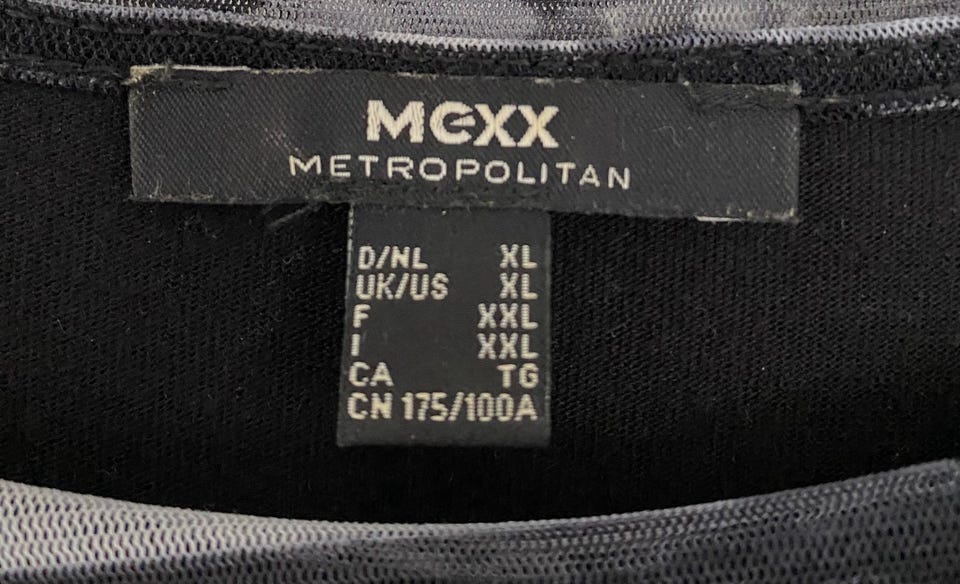 MEXX
METROPOLITAN
D/NL XL
UK/US XL
F XXL
I XXL
CA TG
CN 175/100A